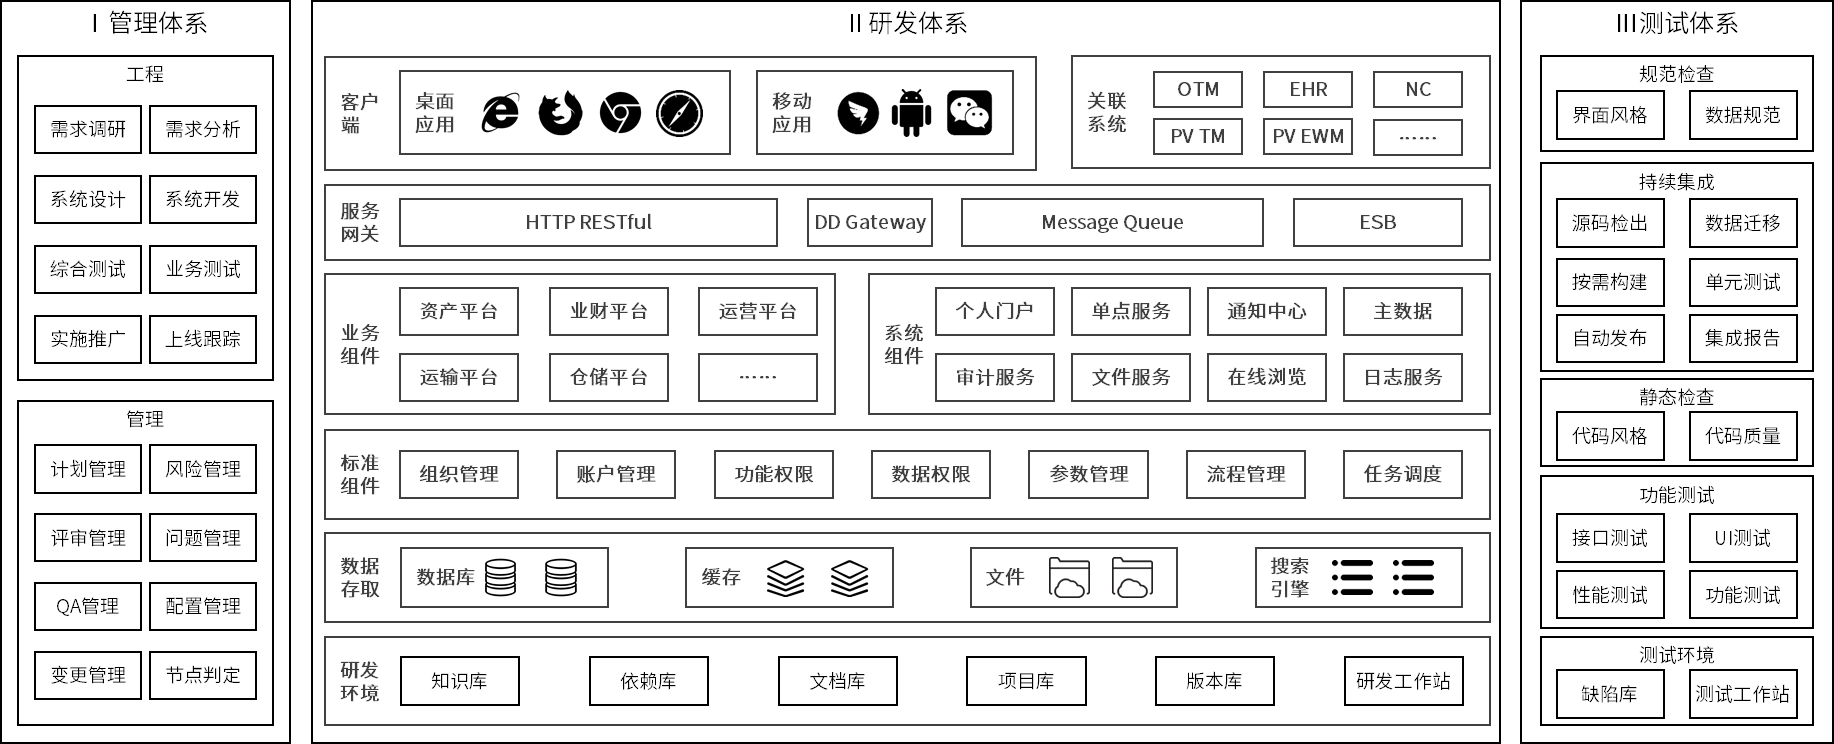 Ⅰ 管理体系
工程
需求调研
需求分析
系统设计
系统开发
综合测试
业务测试
实施推广
上线跟踪
管理
计划管理
风险管理
评审管理
问题管理
QA管理
配置管理
变更管理
节点判定
Ⅱ 研发体系
客户
端
桌面
应用
移动
应用
关联
系统
OTM
EHR
NC
PV TM
PV EWM
……
服务
网关
HTTP RESTful
DD Gateway
Message Queue
ESB
业务
组件
资产平台
业财平台
运营平台
运输平台
仓储平台
……
系统
组件
个人门户
单点服务
通知中心
主数据
审计服务
文件服务
在线浏览
日志服务
标准
组件
组织管理
账户管理
功能权限
数据权限
参数管理
流程管理
任务调度
数据
存取
数据库
缓存
文件
搜索
引擎
研发
环境
知识库
依赖库
文档库
项目库
版本库
研发工作站
Ⅲ测试体系
规范检查
界面风格
数据规范
持续集成
源码检出
数据迁移
按需构建
单元测试
自动发布
集成报告
静态检查
代码风格
代码质量
功能测试
接口测试
UI测试
性能测试
功能测试
测试环境
缺陷库
测试工作站